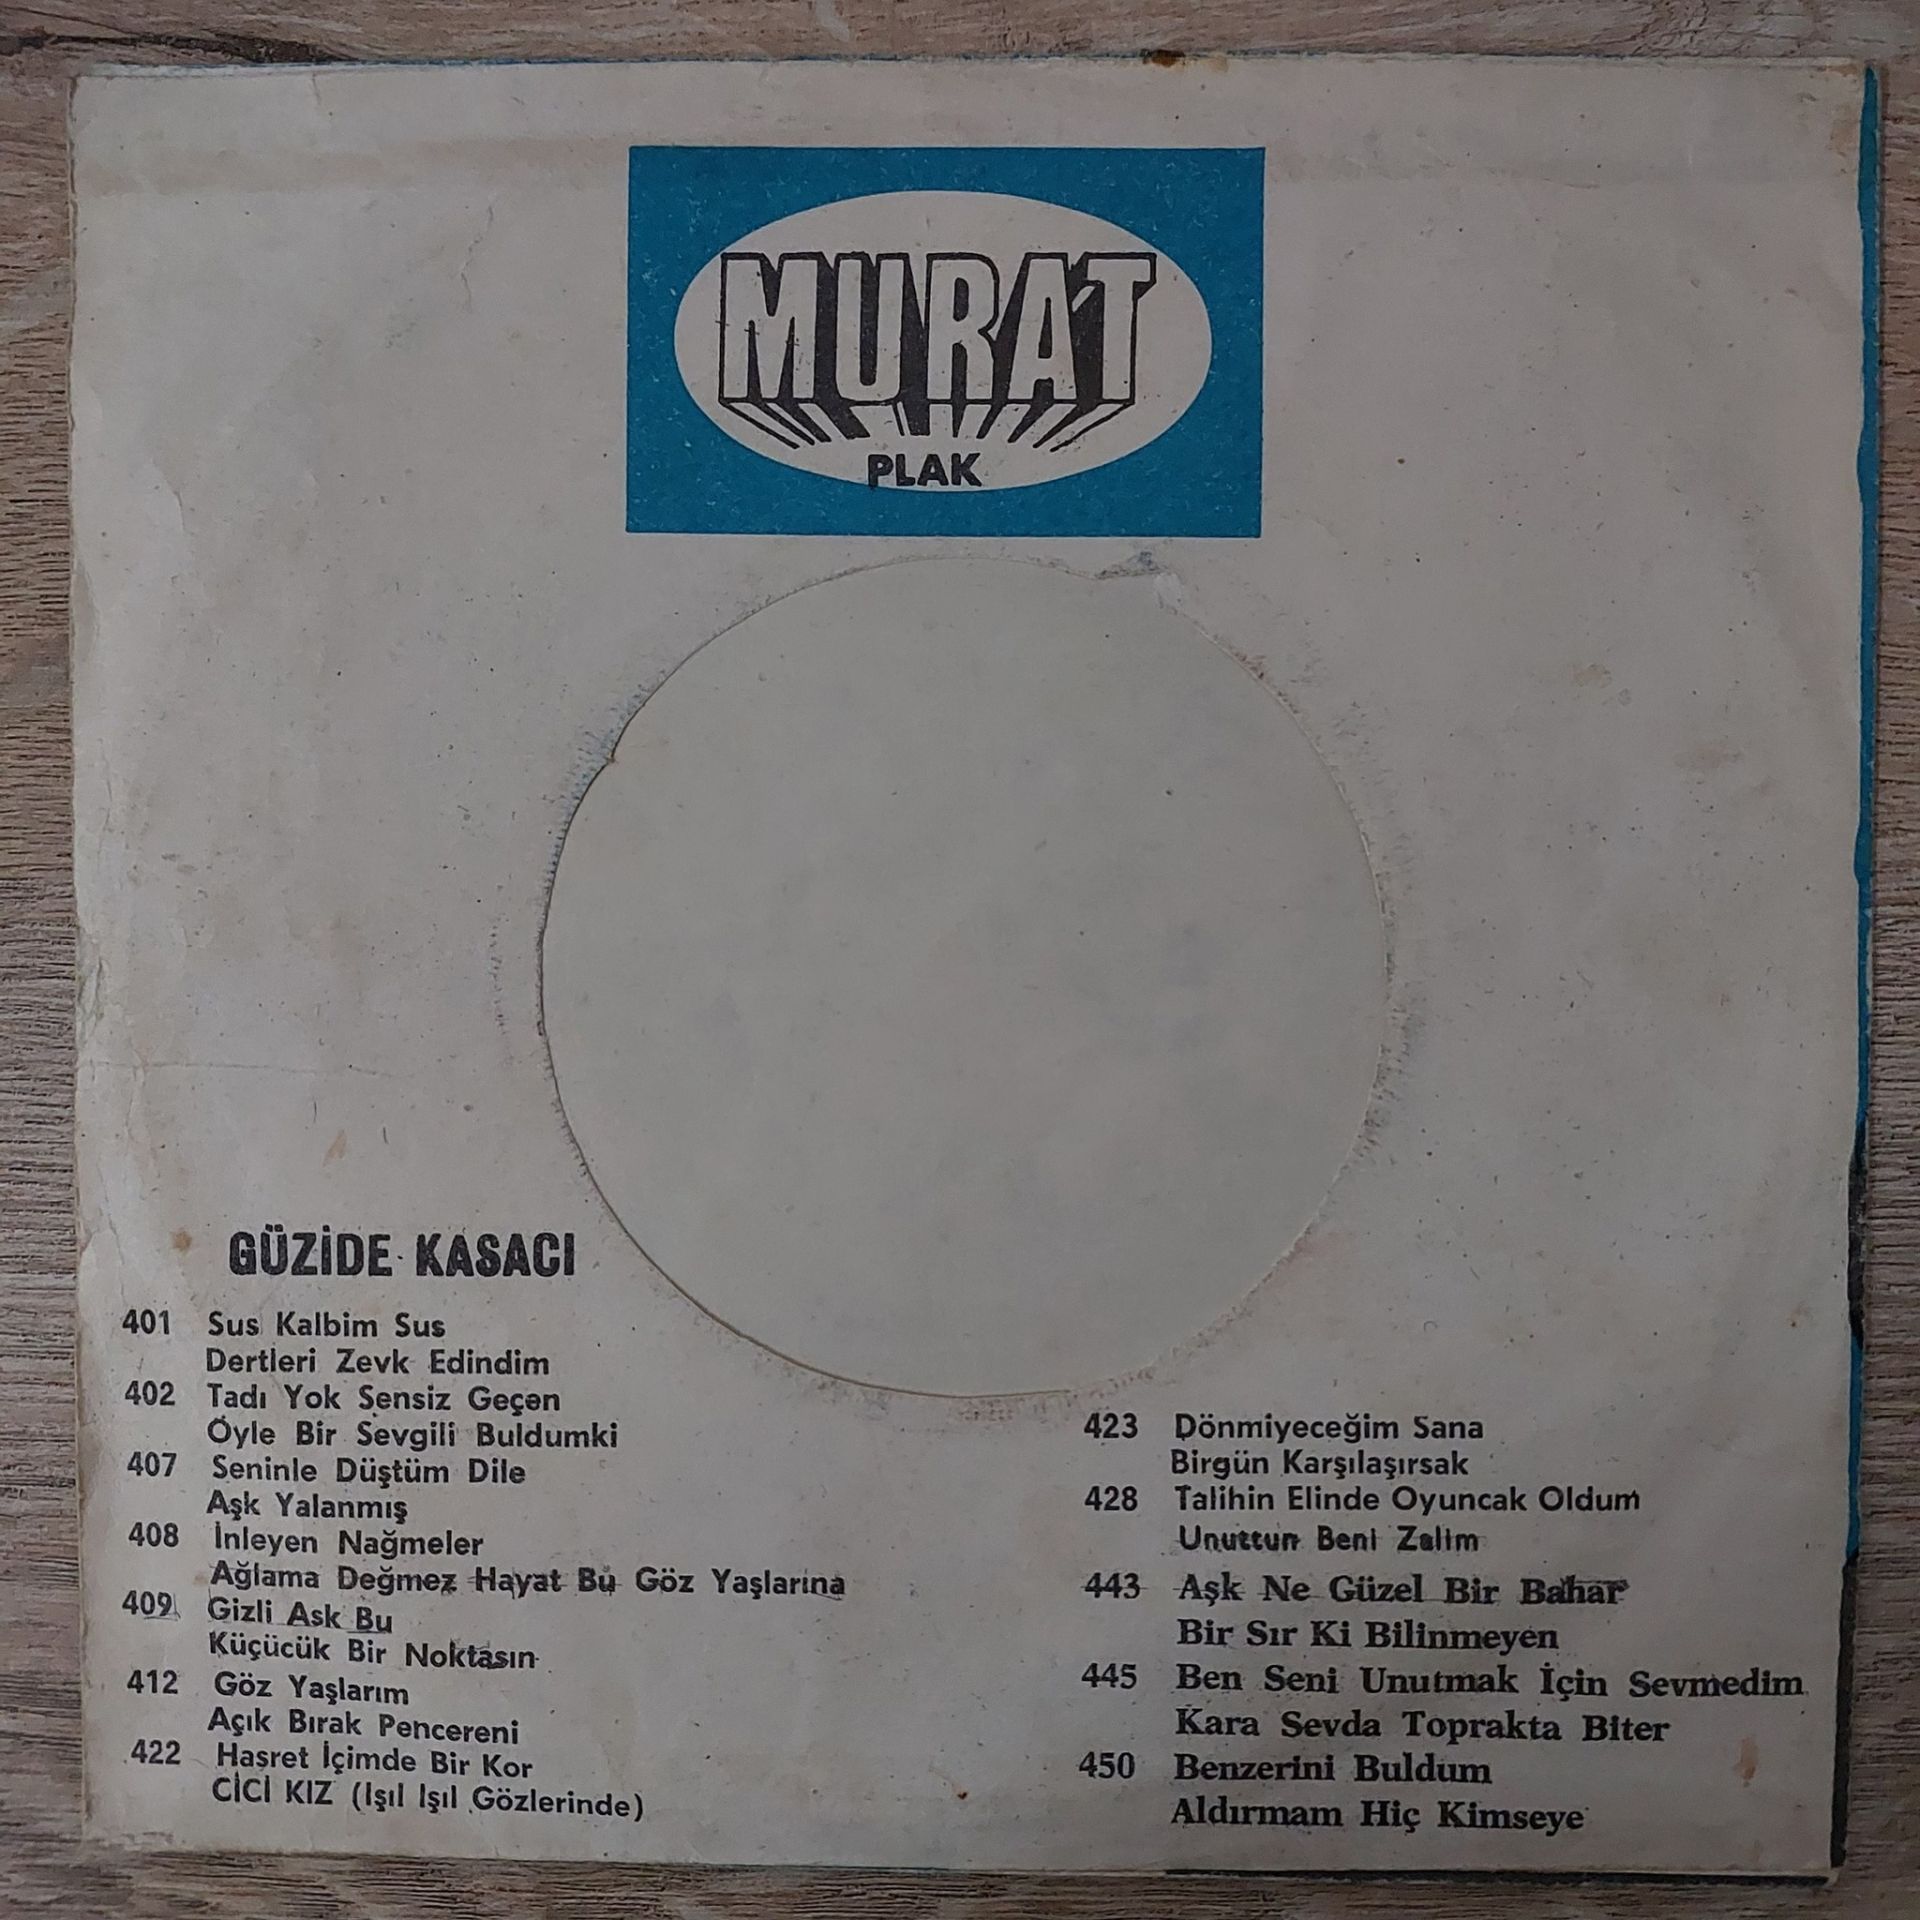 MURAT
PLAK
GÜZİDE KASACI
401 Sus Kalbim Sus
Dertleri Zevk Edindim
402 Tadı Yok Sensiz Geçen
Öyle Bir Sevgili Buldumki
407 Seninle Düştüm Dile
Aşk Yalanmış
408 İnleyen Nağmeler
Ağlama Değmez Hayat Bu Göz Yaşlarına
409 Gizli Ask Bu
Küçücük Bir Noktasın
412 Göz Yaşlarım
Açık Bırak Pencereni
422 Hasret İçimde Bir Kor
CİCİ KIZ (Işıl Işıl Gözlerinde)
423 Dönmiyeceğim Sana
Birgün Karşılaşırsak
428 Talihin Elinde Oyuncak Oldum
Unuttun Beni Zalim
443 Aşk Ne Güzel Bir Bahar
Bir Sır Ki Bilinmeyen
445 Ben Seni Unutmak İçin Sevmedim
Kara Sevda Toprakta Biter
450 Benzerini Buldum
Aldırmam Hiç Kimseye